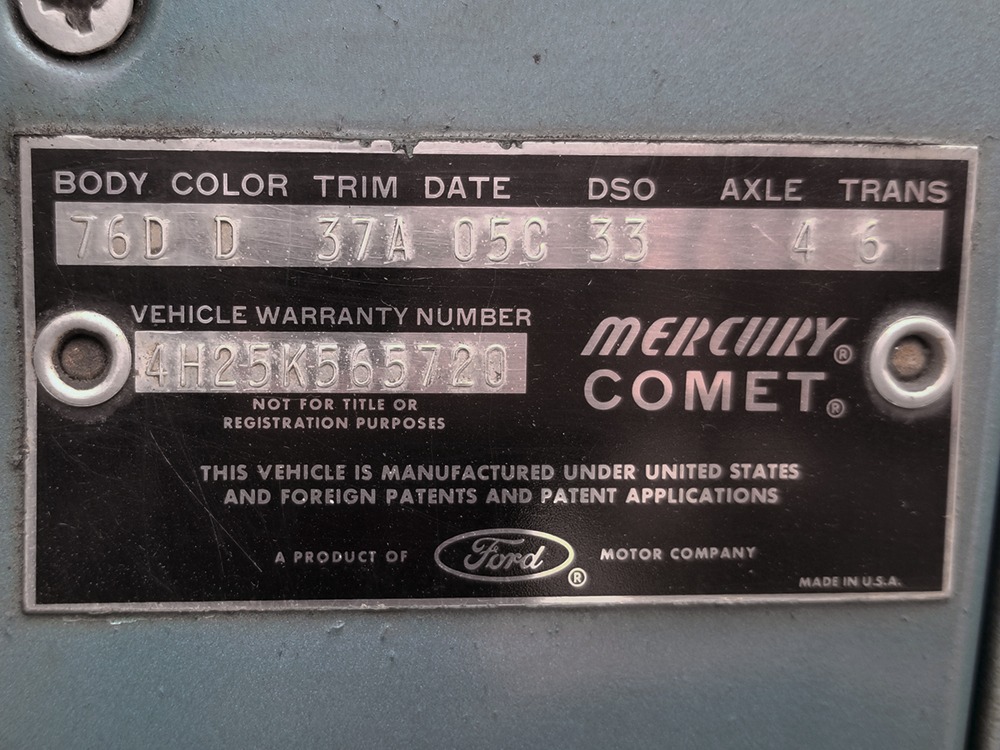 BODY COLOR TRIM DATE DSO AXLE TRANS
76D D 37A 05C 33 4 6
VEHICLE WARRANTY NUMBER
4H25K565720
NOT FOR TITLE OR
REGISTRATION PURPOSES
MERCURY®
COMET®
THIS VEHICLE IS MANUFACTURED UNDER UNITED STATES
AND FOREIGN PATENTS AND PATENT APPLICATIONS
A PRODUCT OF Ford® MOTOR COMPANY
MADE IN U.S.A.